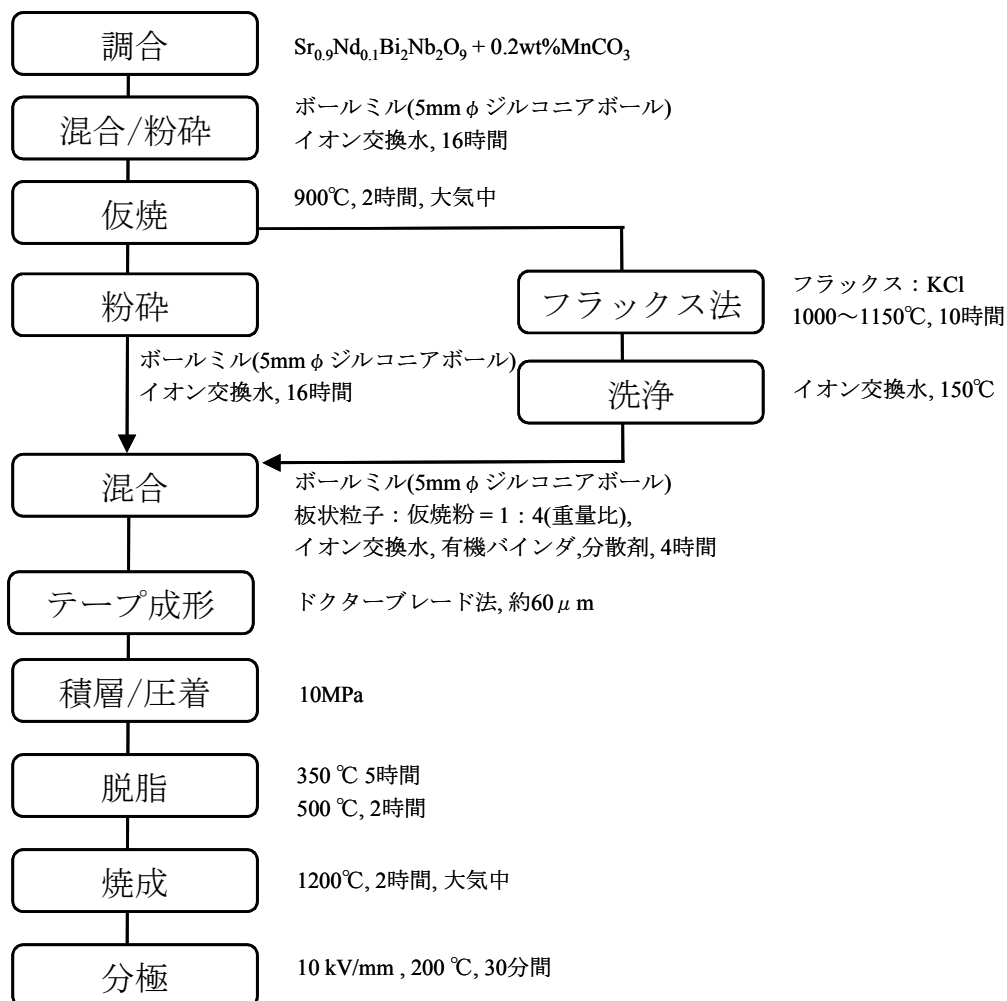 調合
Sr0.9Nd0.1Bi2Nb2O9 + 0.2wt%MnCO3
混合/粉砕
ボールミル(5mmφジルコニアボール)
イオン交換水, 16時間
仮焼
900℃, 2時間, 大気中
粉砕
ボールミル(5mmφジルコニアボール)
イオン交換水, 16時間
フラックス法
フラックス：KCl
1000～1150℃, 10時間
洗浄
イオン交換水, 150℃
混合
ボールミル(5mmφジルコニアボール)
板状粒子：仮焼粉 = 1：4(重量比),
イオン交換水, 有機バインダ,分散剤, 4時間
テープ成形
ドクターブレード法, 約60μm
積層/圧着
10MPa
脱脂
350 ℃ 5時間
500 ℃, 2時間
焼成
1200℃, 2時間, 大気中
分極
10 kV/mm , 200 ℃, 30分間